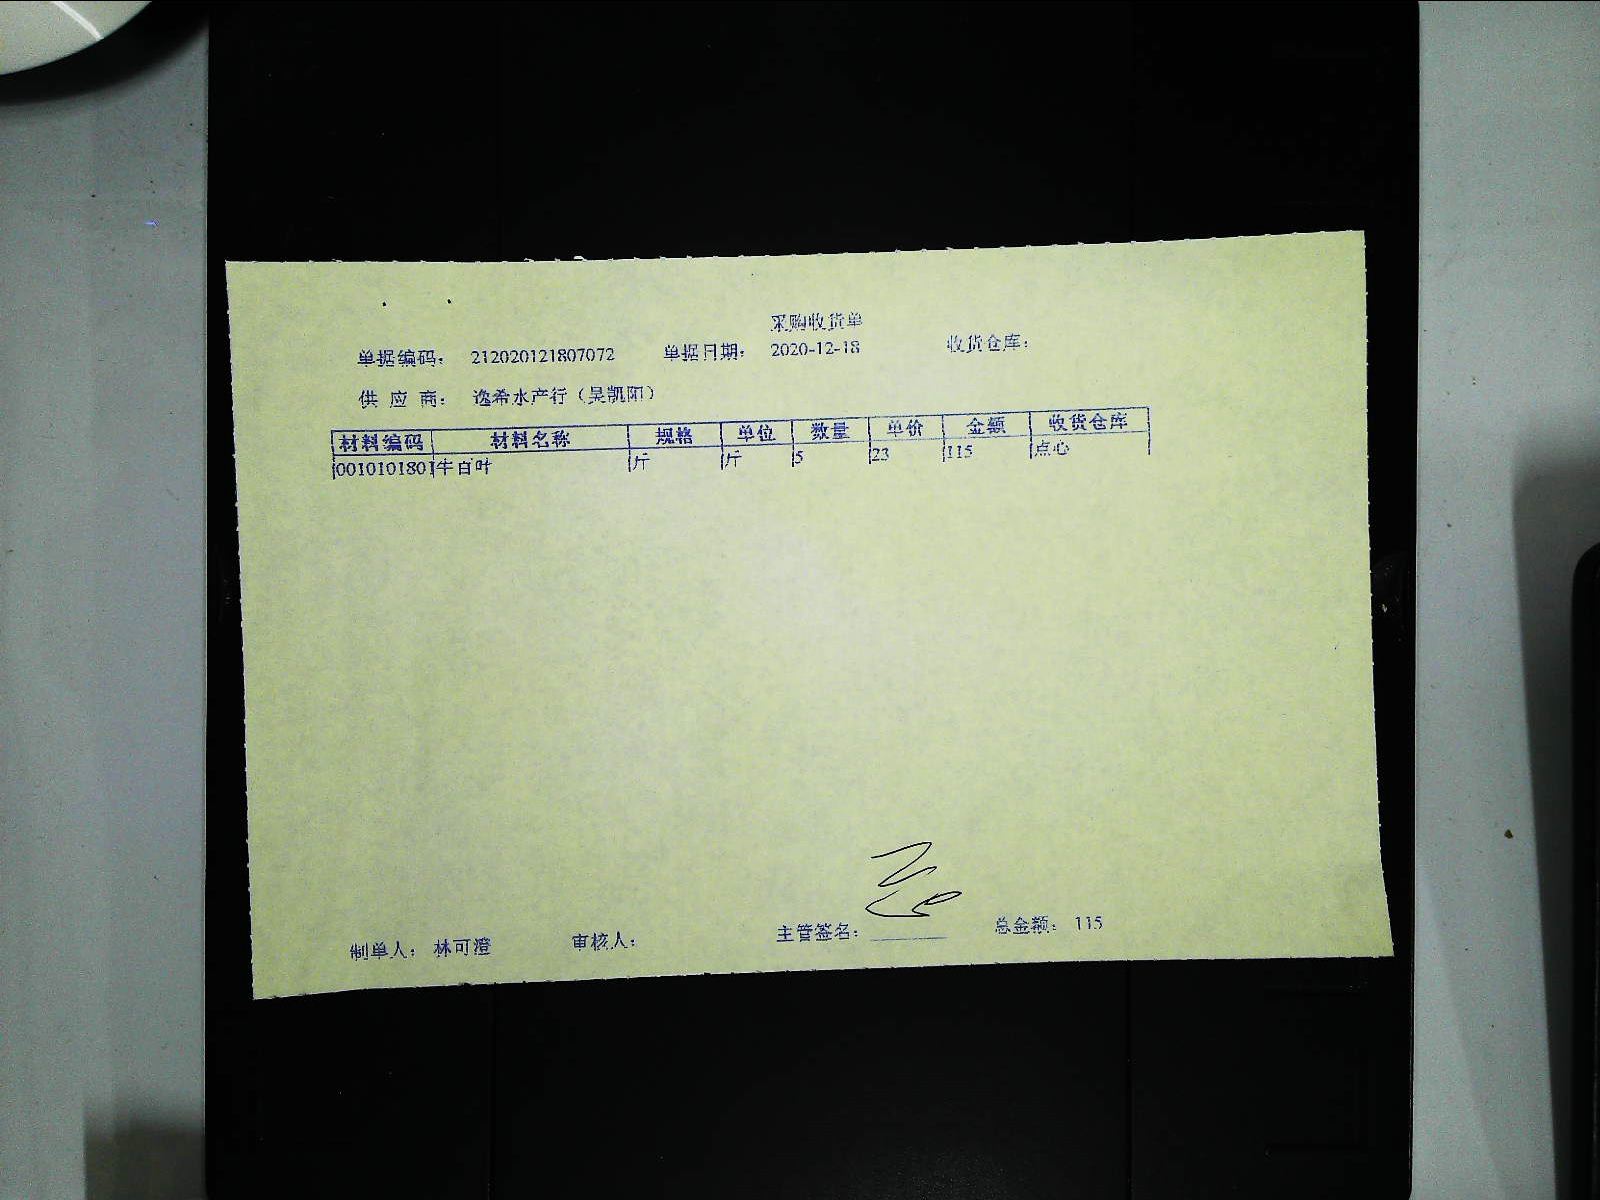 采购收货单
单据编码： 212020121807072 单据日期： 2020-12-18 收货仓库：
供 应 商： 逸希水产行（吴凯阳）
材料编码 材料名称 规格 单位 数量 单价 金额 收货仓库
0010101801 牛百叶 斤 斤 5 23 115 点心
制单人： 林可澄 审核人： 主管签名： 总金额： 115